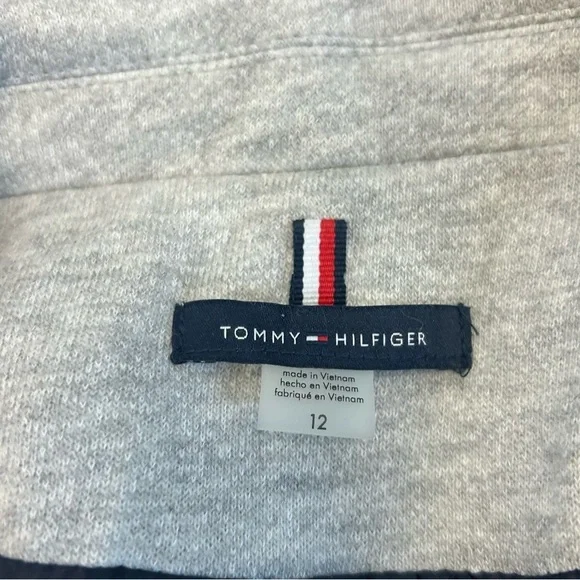 TOMMY HILFIGER
made in Vietnam
hecho en Vietnam
fabriqué en Vietnam
12